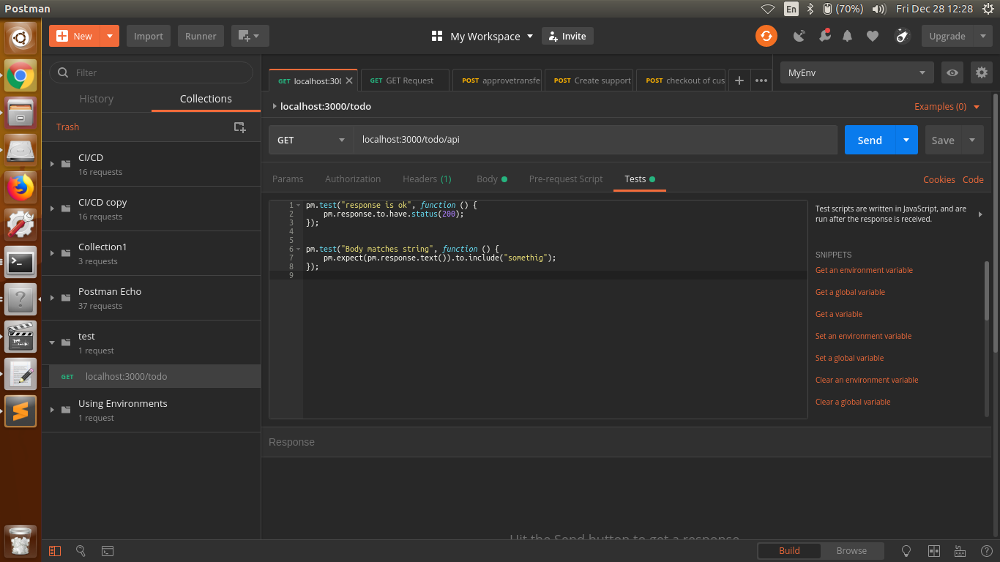 Postman
En
(70%)
Fri Dec 28 12:28
New
Import
Runner
My Workspace
Invite
Upgrade
Filter
History
Collections
Trash
CI/CD
16 requests
CI/CD copy
16 requests
Collection1
3 requests
Postman Echo
37 requests
test
1 request
GET localhost:3000/todo
Using Environments
1 request
GET localhost:300
GET GET Request
POST approvetransfe
POST Create support
POST checkout of cus
MyEnv
localhost:3000/todo
Examples (0)
GET
localhost:3000/todo/api
Send
Save
Params
Authorization
Headers (1)
Body
Pre-request Script
Tests
Cookies
Code
1 pm.test("response is ok", function () {
2 pm.response.to.have.status(200);
3 });
4
5
6 pm.test("Body matches string", function () {
7 pm.expect(pm.response.text()).to.include("somethig");
8 });
9
Test scripts are written in JavaScript, and are
run after the response is received.
SNIPPETS
Get an environment variable
Get a global variable
Get a variable
Set an environment variable
Set a global variable
Clear an environment variable
Clear a global variable
Response
Hit the Send button to get a response
Build
Browse